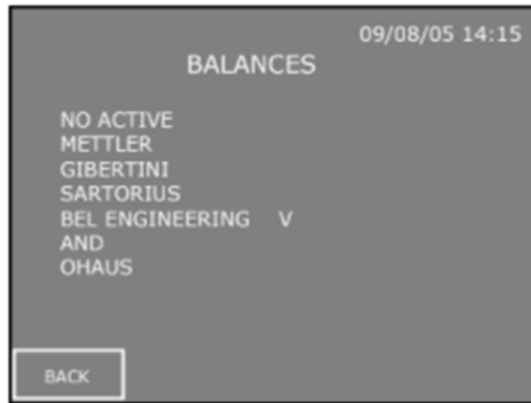 09/08/05 14:15
BALANCES
NO ACTIVE
METTLER
GIBERTINI
SARTORIUS
BEL ENGINEERING V
AND
OHAUS
BACK